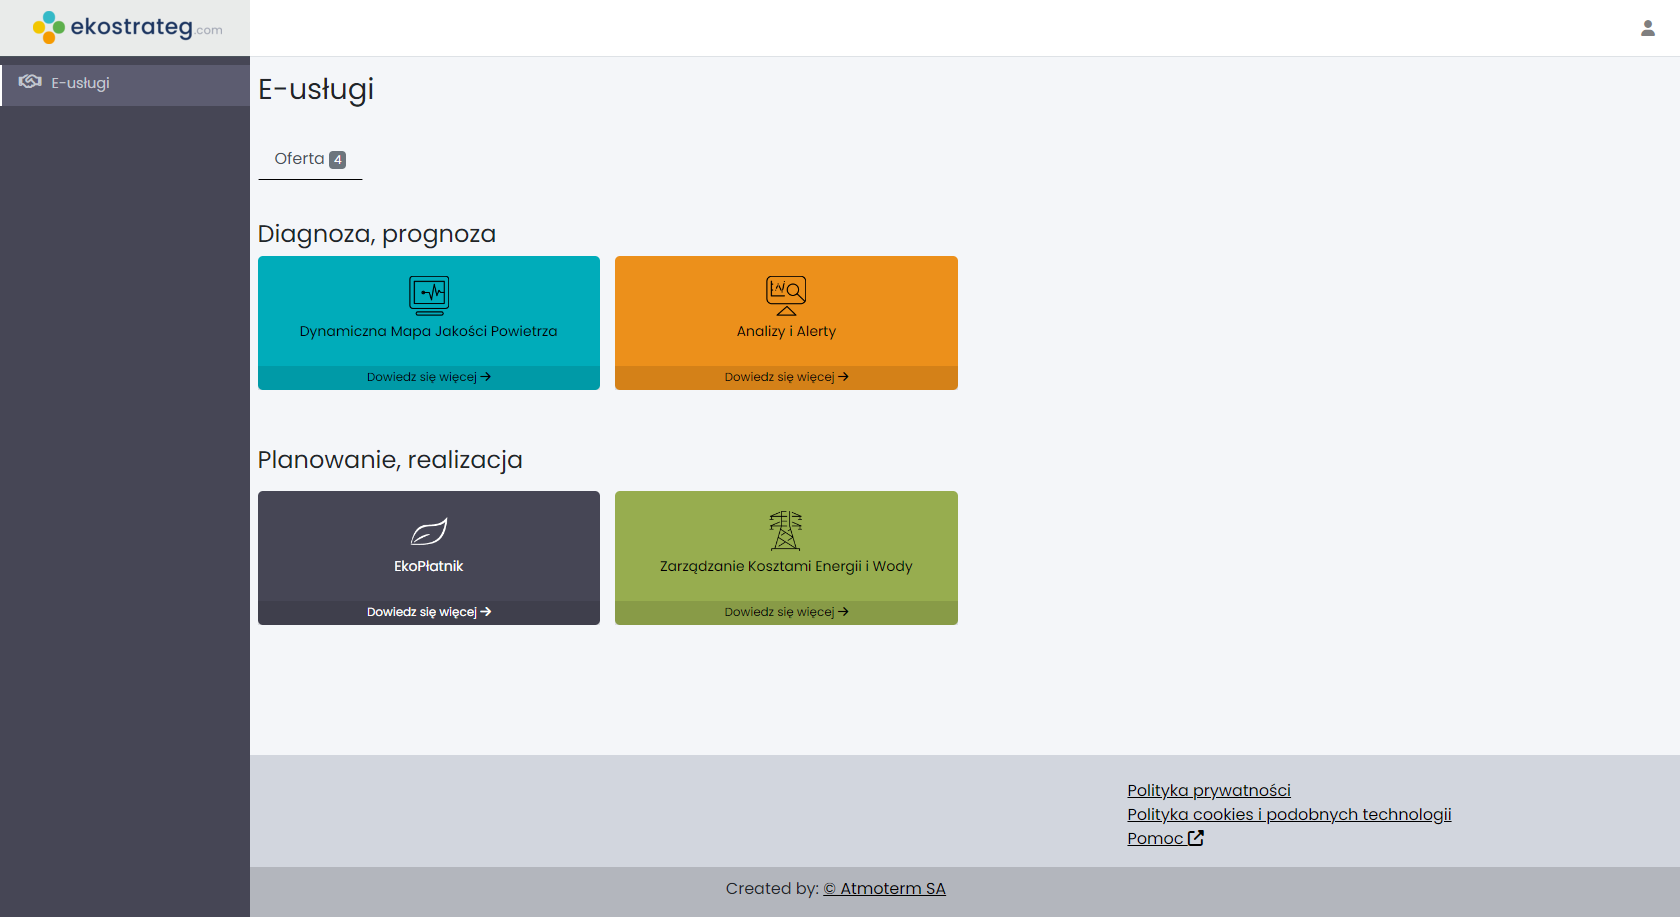 ekostrateg.com
E-usługi
E-usługi
Oferta 4
Diagnoza, prognoza
Dynamiczna Mapa Jakości Powietrza
Dowiedz się więcej
Analizy i Alerty
Dowiedz się więcej
Planowanie, realizacja
EkoPłatnik
Dowiedz się więcej
Zarządzanie Kosztami Energii i Wody
Dowiedz się więcej
Polityka prywatności
Polityka cookies i podobnych technologii
Pomoc
Created by: © Atmoterm SA